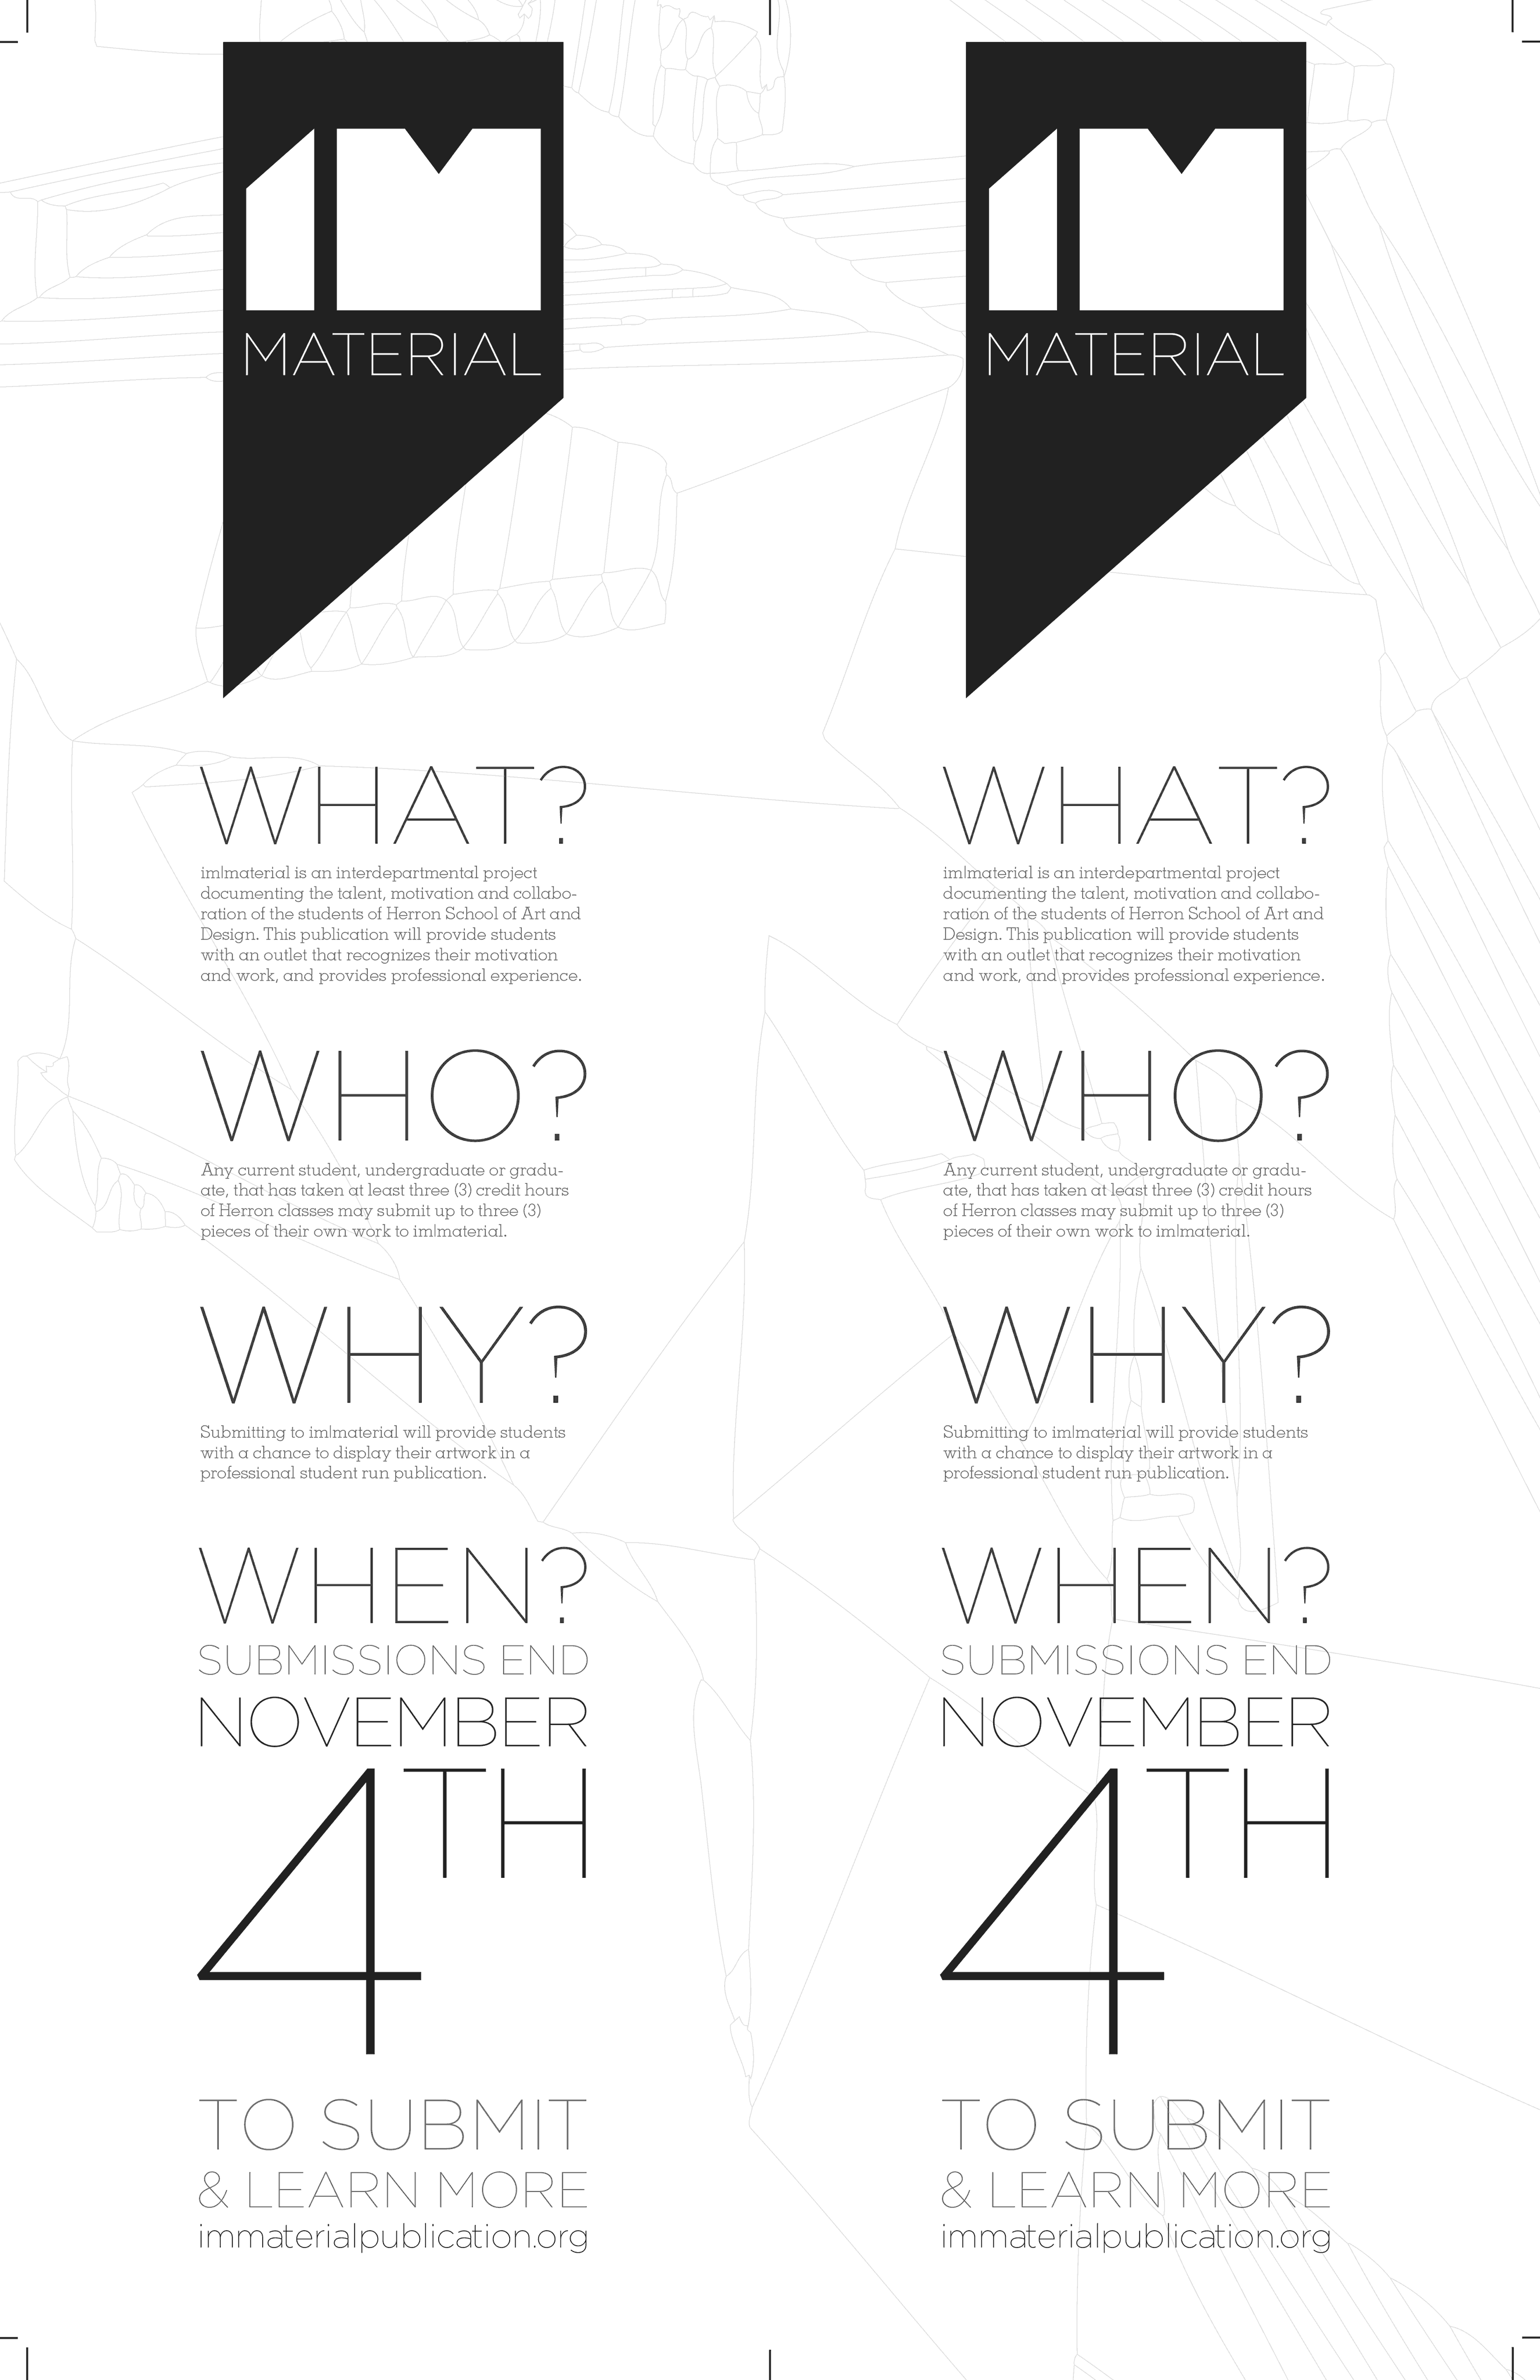 IM
MATERIAL
WHAT?
im|material is an interdepartmental project
documenting the talent, motivation and collabo-
ration of the students of Herron School of Art and
Design. This publication will provide students
with an outlet that recognizes their motivation
and work, and provides professional experience.
WHO?
Any current student, undergraduate or gradu-
ate, that has taken at least three (3) credit hours
of Herron classes may submit up to three (3)
pieces of their own work to im|material.
WHY?
Submitting to im|material will provide students
with a chance to display their artwork in a
professional student run publication.
WHEN?
SUBMISSIONS END
NOVEMBER
4TH
TO SUBMIT
& LEARN MORE
immaterialpublication.org
IM
MATERIAL
WHAT?
im|material is an interdepartmental project
documenting the talent, motivation and collabo-
ration of the students of Herron School of Art and
Design. This publication will provide students
with an outlet that recognizes their motivation
and work, and provides professional experience.
WHO?
Any current student, undergraduate or gradu-
ate, that has taken at least three (3) credit hours
of Herron classes may submit up to three (3)
pieces of their own work to im|material.
WHY?
Submitting to im|material will provide students
with a chance to display their artwork in a
professional student run publication.
WHEN?
SUBMISSIONS END
NOVEMBER
4TH
TO SUBMIT
& LEARN MORE
immaterialpublication.org